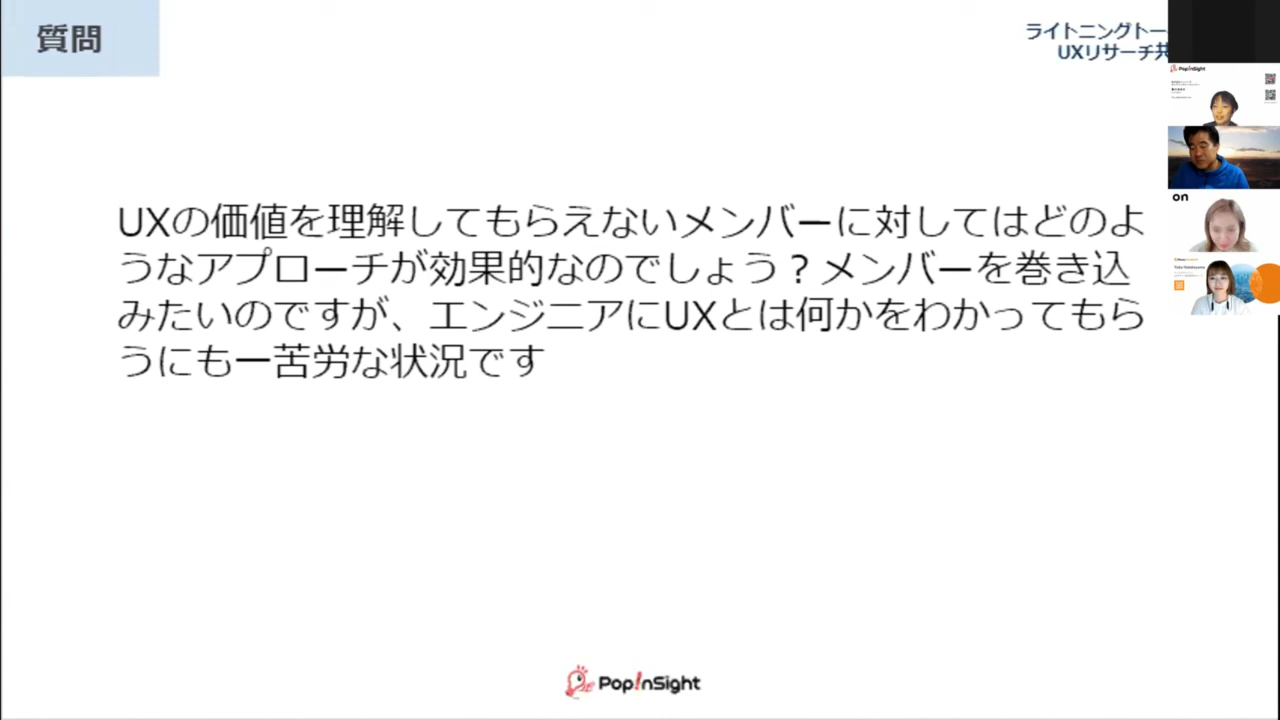 質問
ライトニングトー
UXリサーチ共
UXの価値を理解してもらえないメンバーに対してはどのよ
うなアプローチが効果的なのでしょう？メンバーを巻き込
みたいのですが、エンジニアにUXとは何かをわかってもら
うにも一苦労な状況です
Pop!nSight
on
Pop!nSight